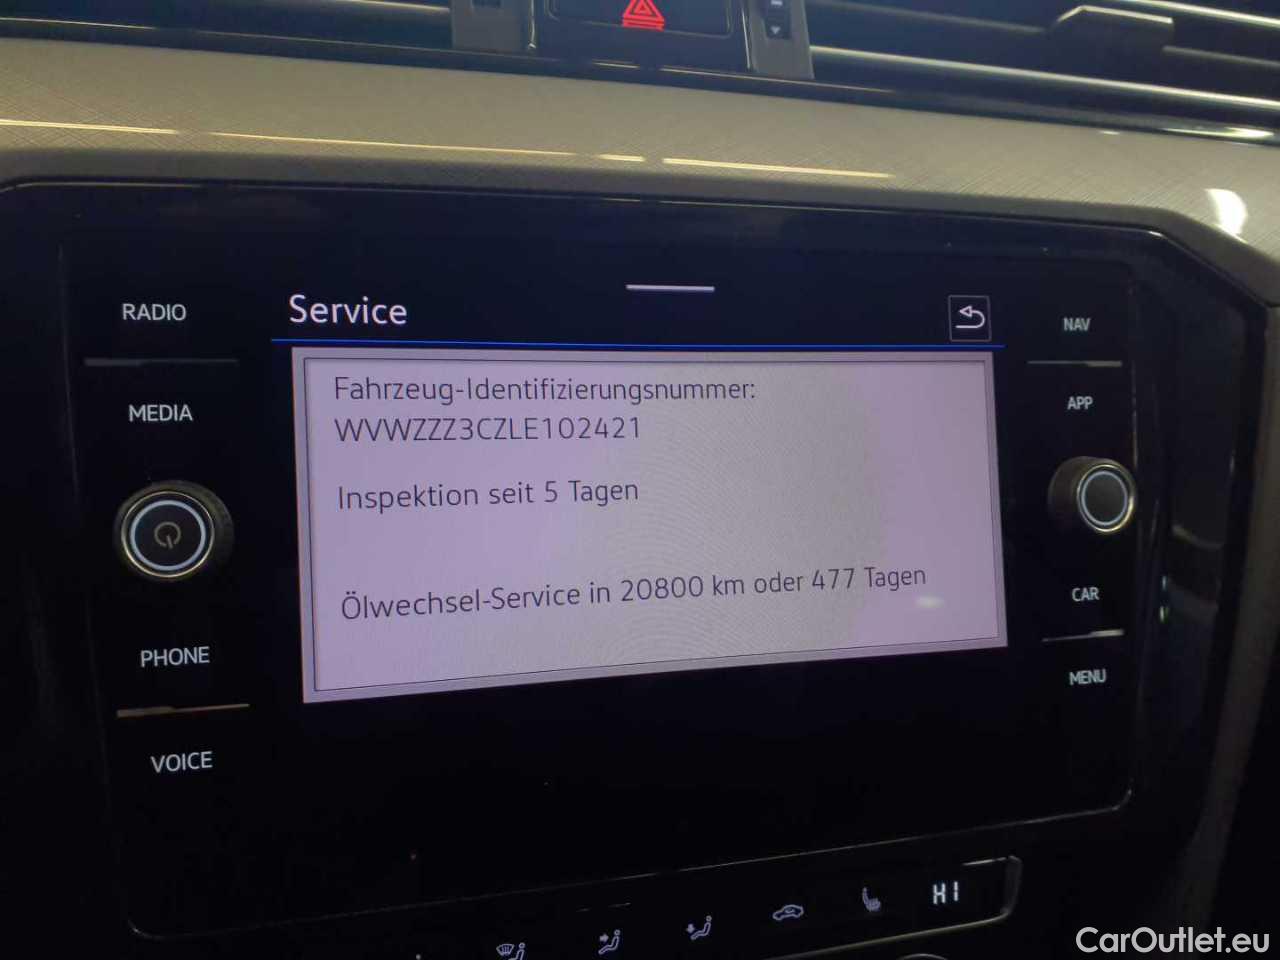 RADIO
MEDIA
PHONE
VOICE
Service
Fahrzeug-Identifizierungsnummer:
WVWZZZ3CZLE102421
Inspektion seit 5 Tagen
Ölwechsel-Service in 20800 km oder 477 Tagen
NAV
APP
CAR
MENU
HI
CarOutlet.eu